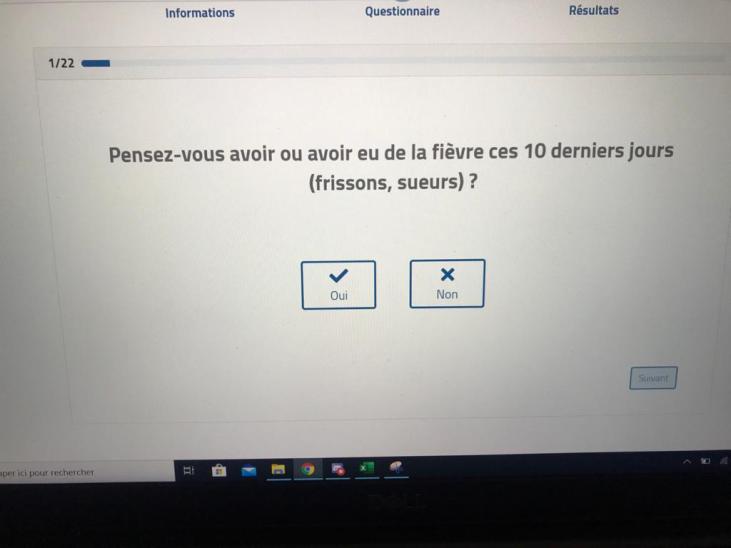 Informations Questionnaire Résultats
1/22
Pensez-vous avoir ou avoir eu de la fièvre ces 10 derniers jours
(frissons, sueurs) ?
Oui Non
Suivant
aper ici pour rechercher
DELL